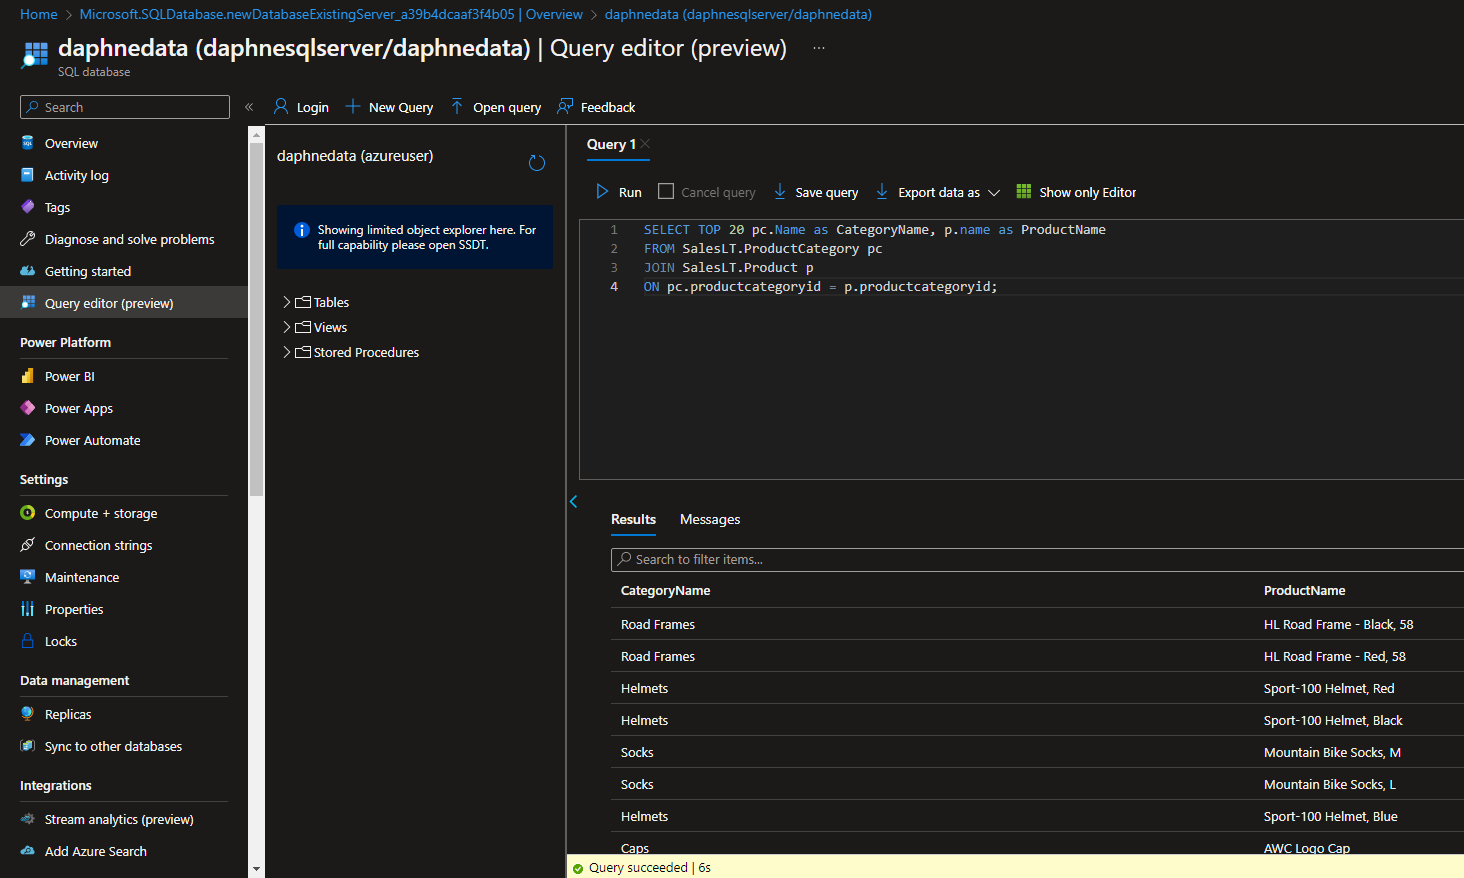 Home > Microsoft.SQLDatabase.newDatabaseExistingServer_a39b4dcaaf3f4b05 | Overview > daphnedata (daphnesqlserver/daphnedata)
daphnedata (daphnesqlserver/daphnedata) | Query editor (preview) ...
SQL database
Search
«
Login
New Query
Open query
Feedback
Overview
Activity log
Tags
Diagnose and solve problems
Getting started
Query editor (preview)
Power Platform
Power BI
Power Apps
Power Automate
Settings
Compute + storage
Connection strings
Maintenance
Properties
Locks
Data management
Replicas
Sync to other databases
Integrations
Stream analytics (preview)
Add Azure Search
daphnedata (azureuser)
Showing limited object explorer here. For
full capability please open SSDT.
Tables
Views
Stored Procedures
Query 1
Run
Cancel query
Save query
Export data as
Show only Editor
1 SELECT TOP 20 pc.Name as CategoryName, p.name as ProductName
2 FROM SalesLT.ProductCategory pc
3 JOIN SalesLT.Product p
4 ON pc.productcategoryid = p.productcategoryid;
Results Messages
Search to filter items...
CategoryName ProductName
Road Frames HL Road Frame - Black, 58
Road Frames HL Road Frame - Red, 58
Helmets Sport-100 Helmet, Red
Helmets Sport-100 Helmet, Black
Socks Mountain Bike Socks, M
Socks Mountain Bike Socks, L
Helmets Sport-100 Helmet, Blue
Caps AWC Logo Cap
Query succeeded | 6s